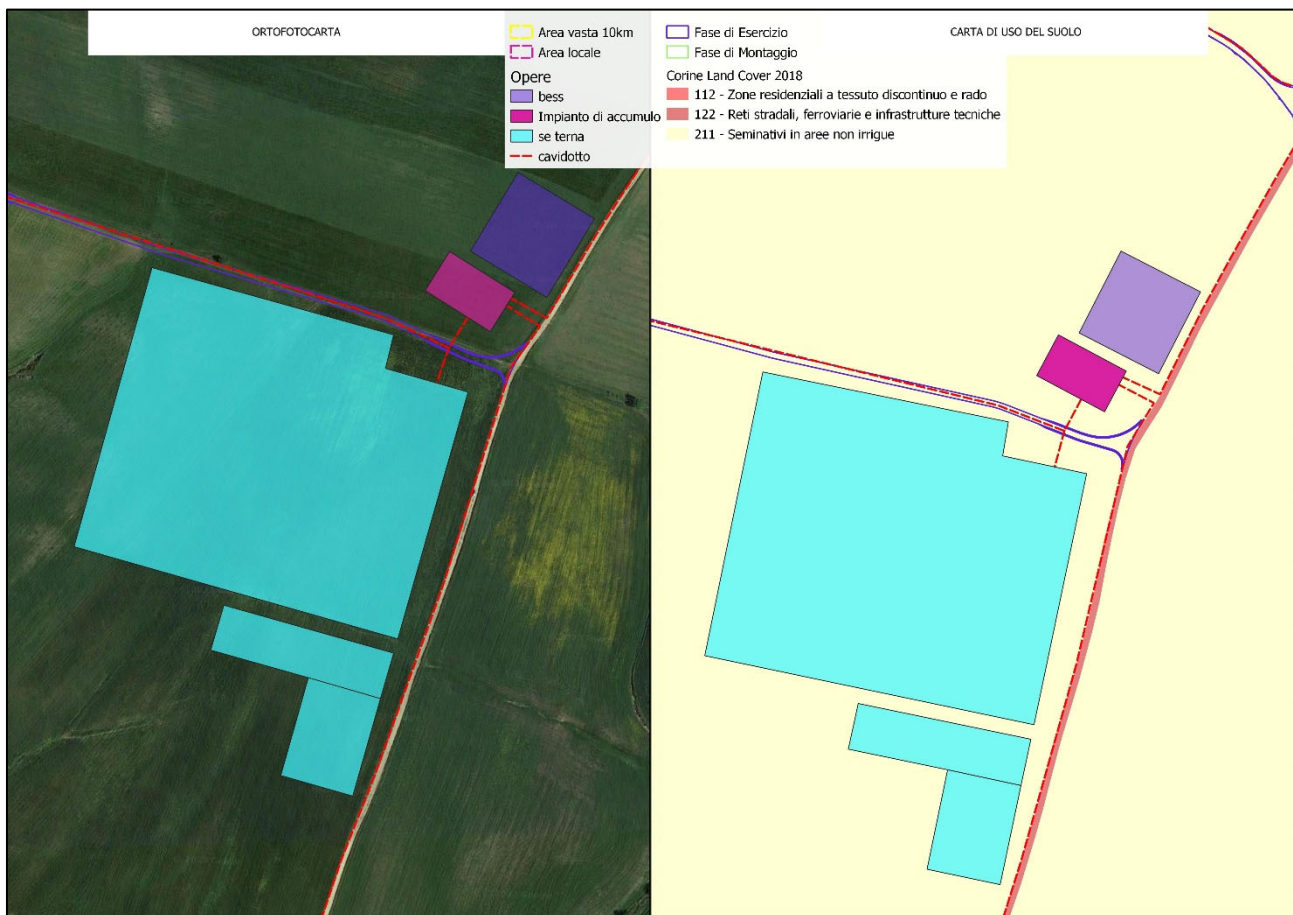 ORTOFOTOCARTA
Area vasta 10km
Area locale
Opere
bess
Impianto di accumulo
se terna
cavidotto
Fase di Esercizio
Fase di Montaggio
Corine Land Cover 2018
112 - Zone residenziali a tessuto discontinuo e rado
122 - Reti stradali, ferroviarie e infrastrutture tecniche
211 - Seminativi in aree non irrigue
CARTA DI USO DEL SUOLO